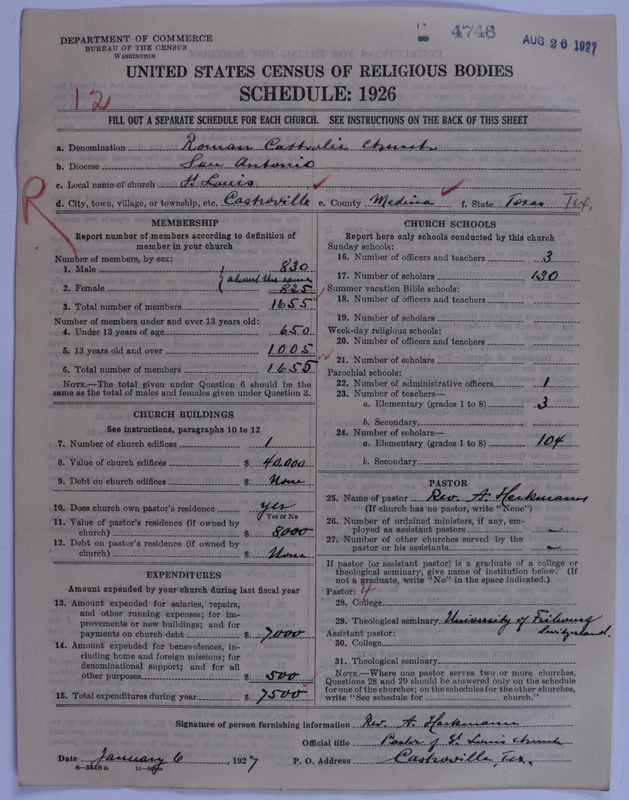 4748
AUG 26 1927
DEPARTMENT OF COMMERCE
BUREAU OF THE CENSUS
WASHINGTON
UNITED STATES CENSUS OF RELIGIOUS BODIES
SCHEDULE: 1926
12
FILL OUT A SEPARATE SCHEDULE FOR EACH CHURCH. SEE INSTRUCTIONS ON THE BACK OF THIS SHEET
a. Denomination Roman Catholic Church
b. Diocese San Antonio
c. Local name of church St Louis
d. City, town, village, or township, etc. Castroville e. County Medina f. State Texas Tex.
R
MEMBERSHIP
Report number of members according to definition of
member in your church
Number of members, by sex:
1. Male 830
about the same
2. Female 825
3. Total number of members 1655
Number of members under and over 13 years old:
4. Under 13 years of age 650
5. 13 years old and over 1005
6. Total number of members 1655
NOTE.—The total given under Question 6 should be the
same as the total of males and females given under Question 3.
CHURCH BUILDINGS
See instructions, paragraphs 10 to 12
7. Number of church edifices 1
8. Value of church edifices $ 40,000
9. Debt on church edifices $ None
10. Does church own pastor's residence yes
Yes or No
11. Value of pastor's residence (if owned by
church) $ 8000
12. Debt on pastor's residence (if owned by
church) $ None
EXPENDITURES
Amount expended by your church during last fiscal year
13. Amount expended for salaries, repairs,
and other running expenses; for im-
provements or new buildings; and for
payments on church debt $ 7000
14. Amount expended for benevolences, in-
cluding home and foreign missions; for
denominational support; and for all
other purposes $ 500
15. Total expenditures during year $ 7500
CHURCH SCHOOLS
Report here only schools conducted by this church
Sunday schools:
16. Number of officers and teachers 3
17. Number of scholars 130
Summer vacation Bible schools:
18. Number of officers and teachers
19. Number of scholars
Week-day religious schools:
20. Number of officers and teachers
21. Number of scholars
Parochial schools:
22. Number of administrative officers 1
23. Number of teachers—
a. Elementary (grades 1 to 8) 3
b. Secondary
24. Number of scholars—
a. Elementary (grades 1 to 8) 104
b. Secondary
PASTOR
25. Name of pastor Rev. A. Heckmann
(If church has no pastor, write "None")
26. Number of ordained ministers, if any, em-
ployed as assistant pastors —
27. Number of other churches served by the
pastor or his assistants —
If pastor (or assistant pastor) is a graduate of a college or
theological seminary, give name of institution below. (If
not a graduate, write "No" in the space indicated.)
Pastor: 4
28. College
29. Theological seminary University of Fribourg
Switzerland.
Assistant pastor:
30. College
31. Theological seminary
NOTE.—Where one pastor serves two or more churches,
Questions 28 and 29 should be answered only on the schedule
for one of the churches; on the schedules for the other churches,
write "See schedule for church."
Signature of person furnishing information Rev. A. Heckmann
Official title Pastor of St Louis Church
Date January 6, 1927 P. O. Address Castroville, Tex.